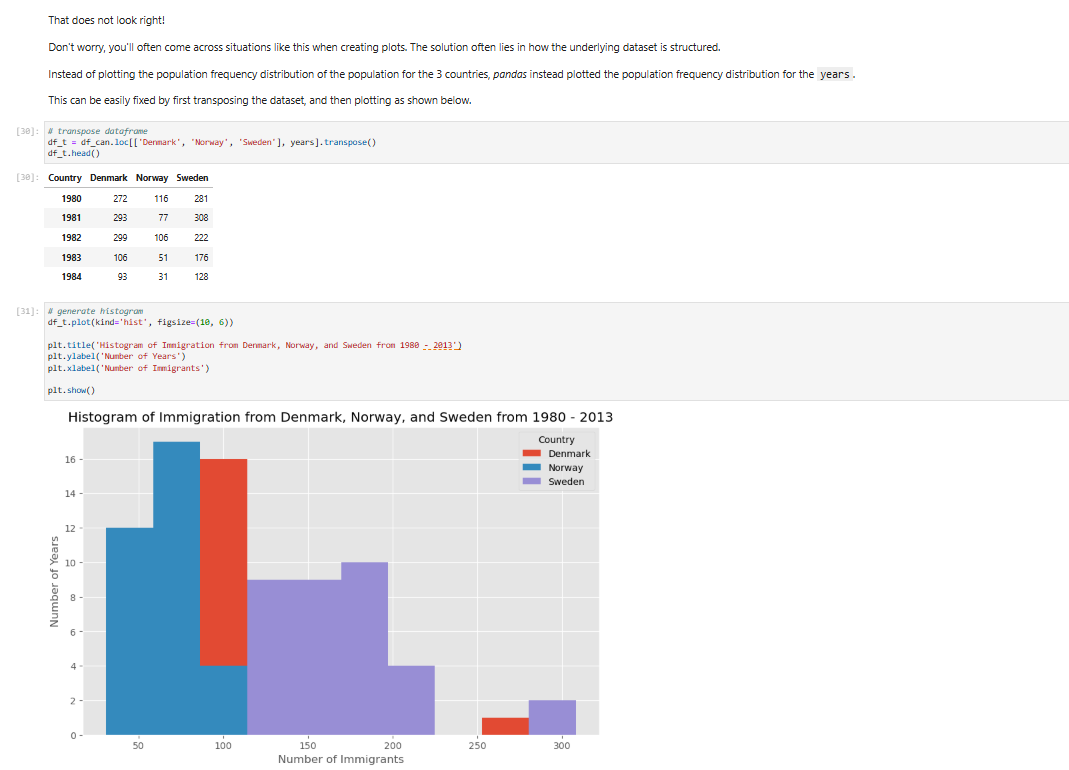 That does not look right!
Don't worry, you'll often come across situations like this when creating plots. The solution often lies in how the underlying dataset is structured.
Instead of plotting the population frequency distribution of the population for the 3 countries, pandas instead plotted the population frequency distribution for the years .
This can be easily fixed by first transposing the dataset, and then plotting as shown below.
[30]: # transpose dataframe
df_t = df_can.loc[['Denmark', 'Norway', 'Sweden'], years].transpose()
df_t.head()
[30]: Country Denmark Norway Sweden
1980 272 116 281
1981 293 77 308
1982 299 106 222
1983 106 51 176
1984 93 31 128
[31]: # generate histogram
df_t.plot(kind='hist', figsize=(10, 6))
plt.title('Histogram of Immigration from Denmark, Norway, and Sweden from 1980 - 2013')
plt.ylabel('Number of Years')
plt.xlabel('Number of Immigrants')
plt.show()
Histogram of Immigration from Denmark, Norway, and Sweden from 1980 - 2013
Country
Denmark
Norway
Sweden
16
14
12
10
8
6
4
2
0
Number of Years
50 100 150 200 250 300
Number of Immigrants